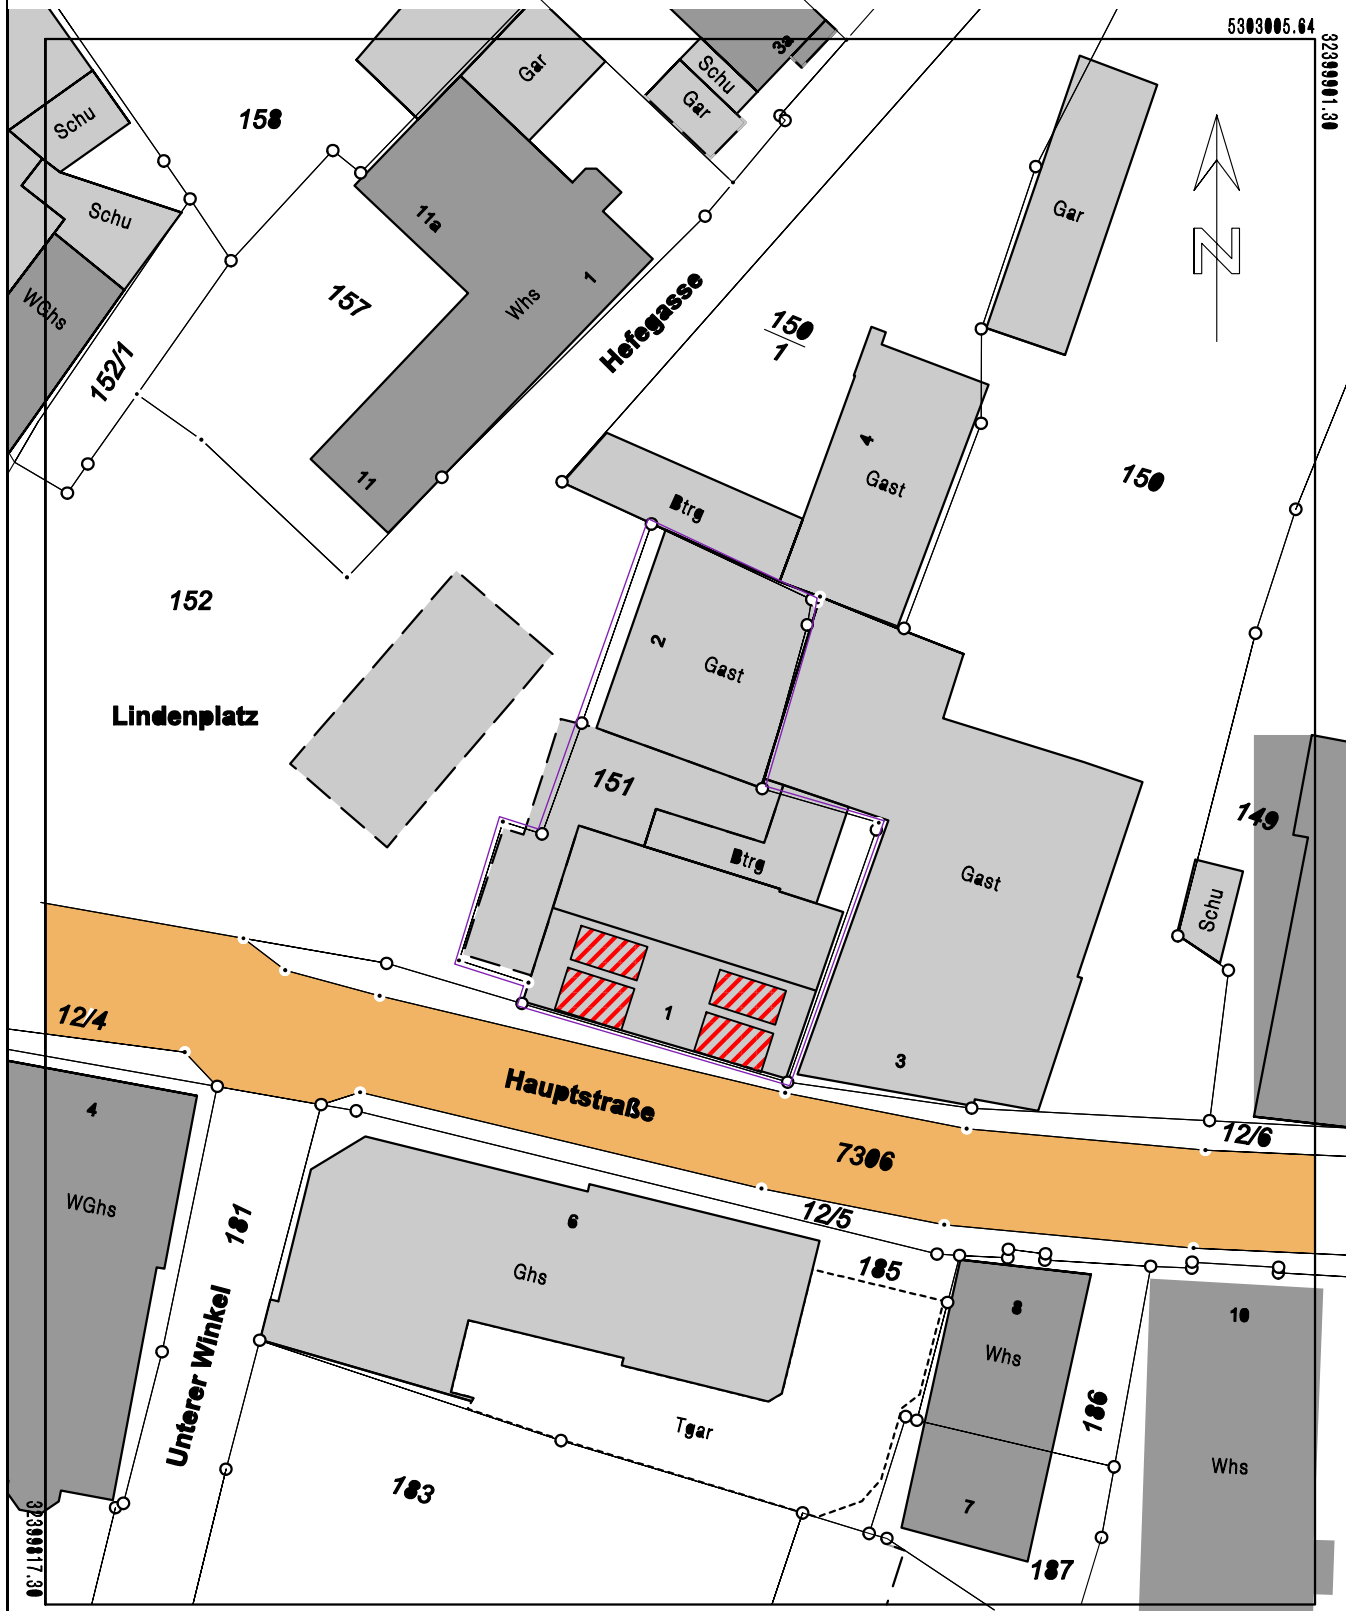 5303005.64
32399901.30
3a
Schu
Gar
Gar
Schu
158
Schu
11a
Gar
N
WGhs
157
Whs
1
Hefegasse
150
1
152/1
4
11
Gast
150
Btrg
152
2
Gast
Lindenplatz
151
149
Btrg
Gast
Schu
12/4
1
3
Hauptstraße
4
12/6
7306
WGhs
181
6
12/5
Ghs
185
8
10
Whs
Unterer Winkel
186
Tgar
Whs
183
7
32399817.30
187